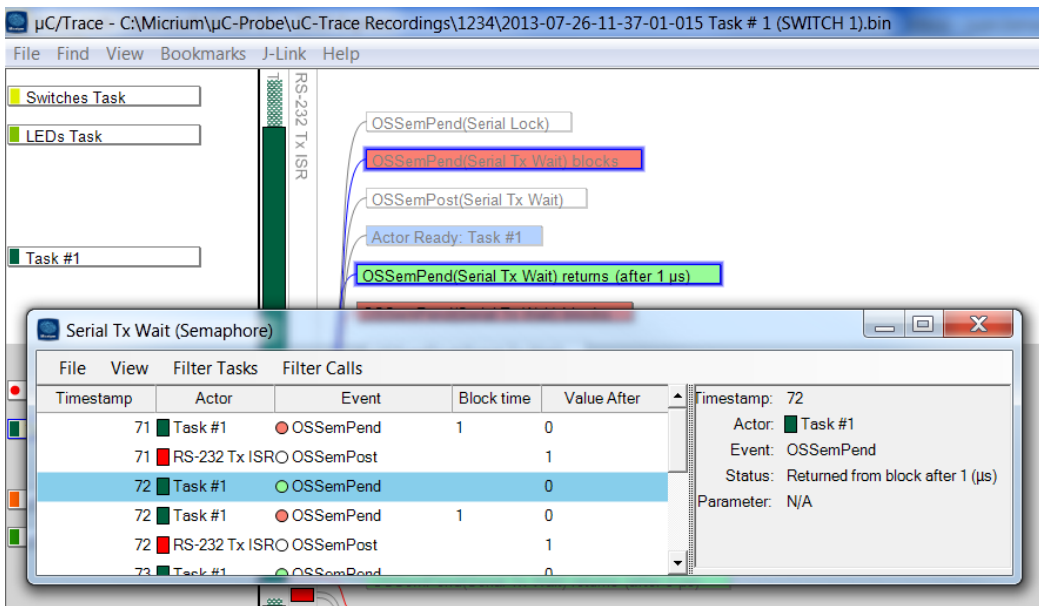 µC/Trace - C:\Micrium\µC-Probe\uC-Trace Recordings\1234\2013-07-26-11-37-01-015 Task # 1 (SWITCH 1).bin
File Find View Bookmarks J-Link Help
Switches Task
LEDs Task
Task #1
RS-232 Tx ISR
OSSemPend(Serial Lock)
OSSemPend(Serial Tx Wait) blocks
OSSemPost(Serial Tx Wait)
Actor Ready: Task #1
OSSemPend(Serial Tx Wait) returns (after 1 µs)
Serial Tx Wait (Semaphore)
File View Filter Tasks Filter Calls
Timestamp Actor Event Block time Value After
71 Task #1 OSSemPend 1 0
71 RS-232 Tx ISR OSSemPost 1
72 Task #1 OSSemPend 0
72 Task #1 OSSemPend 1 0
72 RS-232 Tx ISR OSSemPost 1
73 Task #1 OSSemPend 0
Timestamp: 72
Actor: Task #1
Event: OSSemPend
Status: Returned from block after 1 (µs)
Parameter: N/A